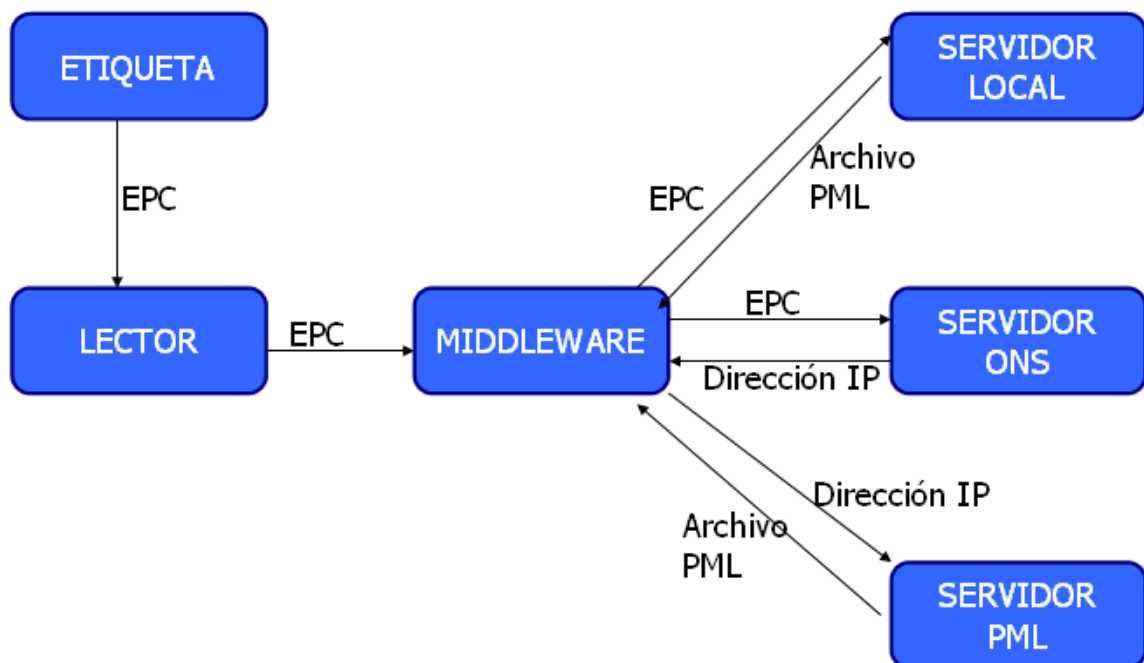 ETIQUETA
SERVIDOR
LOCAL
EPC
EPC
Archivo
PML
LECTOR
EPC
MIDDLEWARE
EPC
Dirección IP
SERVIDOR
ONS
Dirección IP
Archivo
PML
SERVIDOR
PML